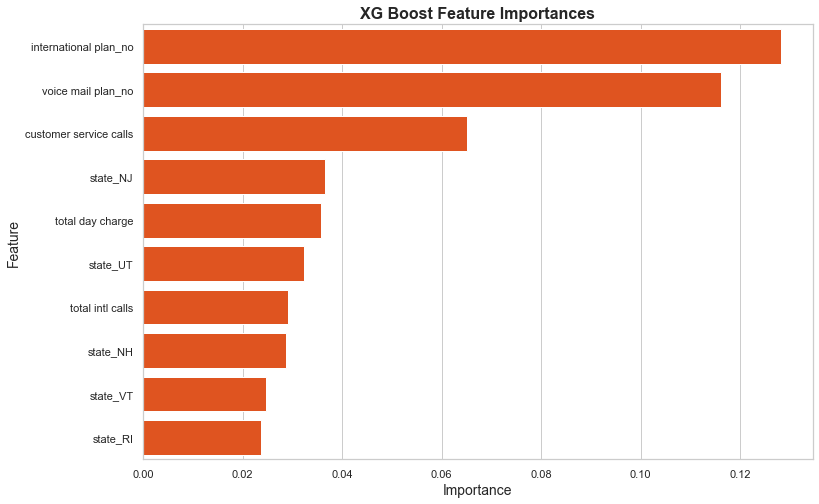 XG Boost Feature Importances
international plan_no
voice mail plan_no
customer service calls
state_NJ
total day charge
state_UT
total intl calls
state_NH
state_VT
state_RI
Feature
0.00 0.02 0.04 0.06 0.08 0.10 0.12
Importance